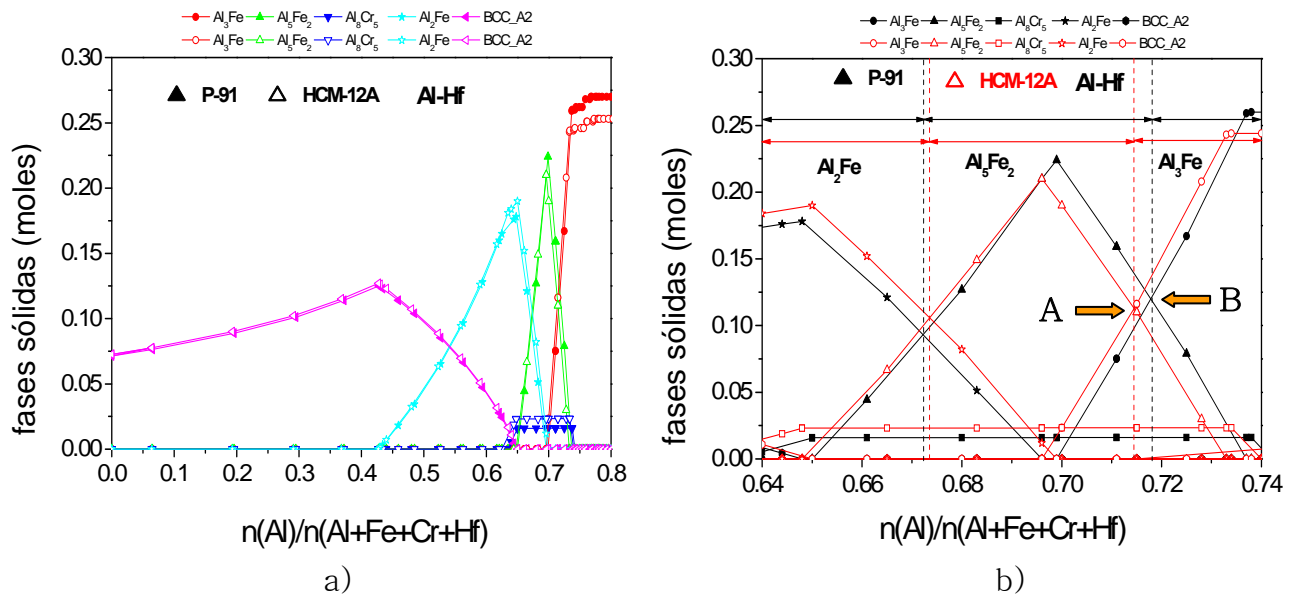 Al3Fe Al5Fe2 Al8Cr5 Al2Fe BCC_A2
Al3Fe Al5Fe2 Al8Cr5 Al2Fe BCC_A2
P-91 HCM-12A Al-Hf
fases sólidas (moles)
0.30
0.25
0.20
0.15
0.10
0.05
0.00
0.0 0.1 0.2 0.3 0.4 0.5 0.6 0.7 0.8
n(Al)/n(Al+Fe+Cr+Hf)
a)
Al3Fe Al5Fe2 Al8Cr5 Al2Fe BCC_A2
Al3Fe Al5Fe2 Al8Cr5 Al2Fe BCC_A2
P-91 HCM-12A Al-Hf
Al2Fe Al5Fe2 Al3Fe
A B
fases sólidas (moles)
0.30
0.25
0.20
0.15
0.10
0.05
0.00
0.64 0.66 0.68 0.70 0.72 0.74
n(Al)/n(Al+Fe+Cr+Hf)
b)